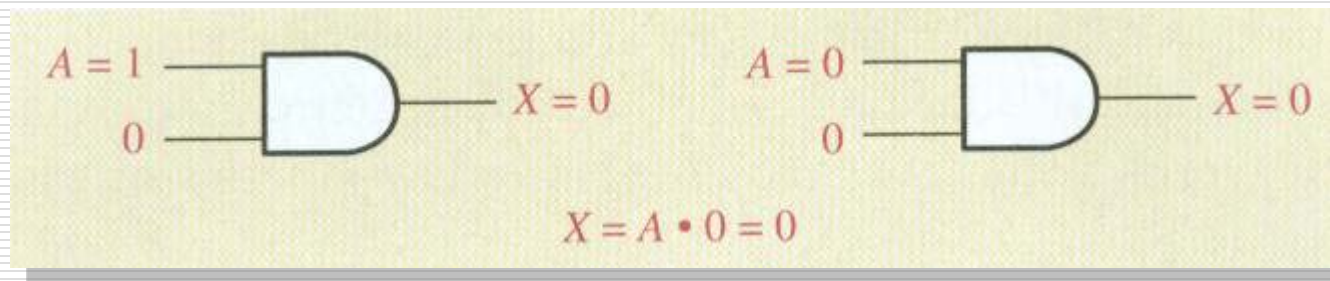 A = 1
0
X = 0
A = 0
0
X = 0
X = A • 0 = 0